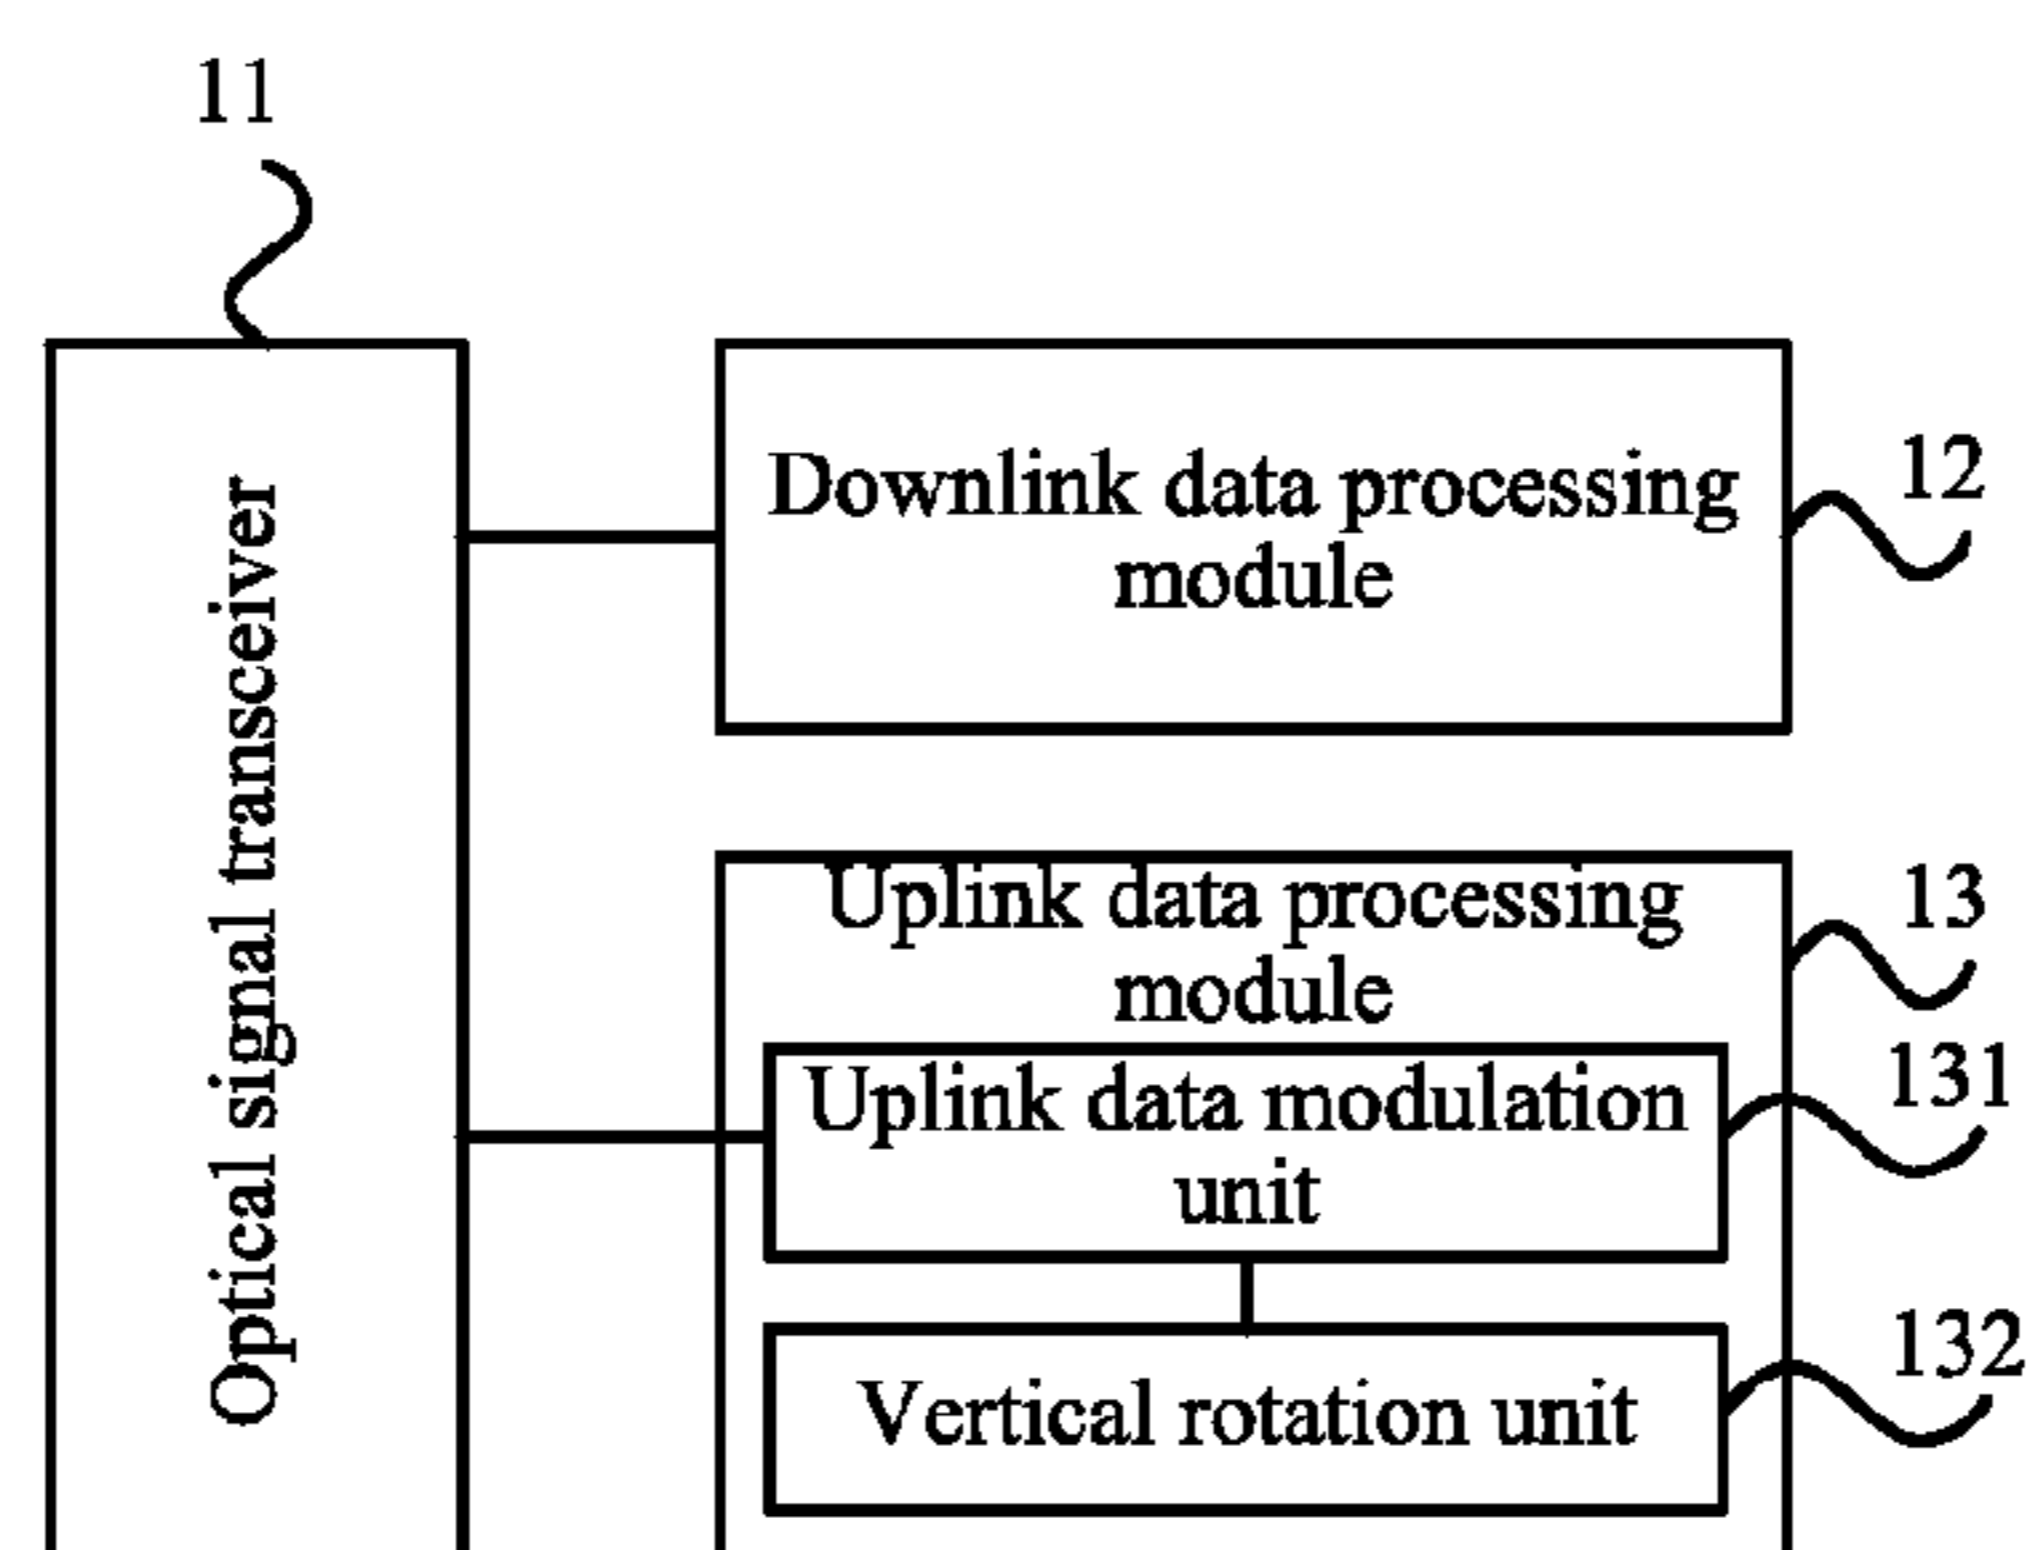 11
Optical signal transceiver
Downlink data processing
module
12
Uplink data processing
module
13
Uplink data modulation
unit
131
Vertical rotation unit
132